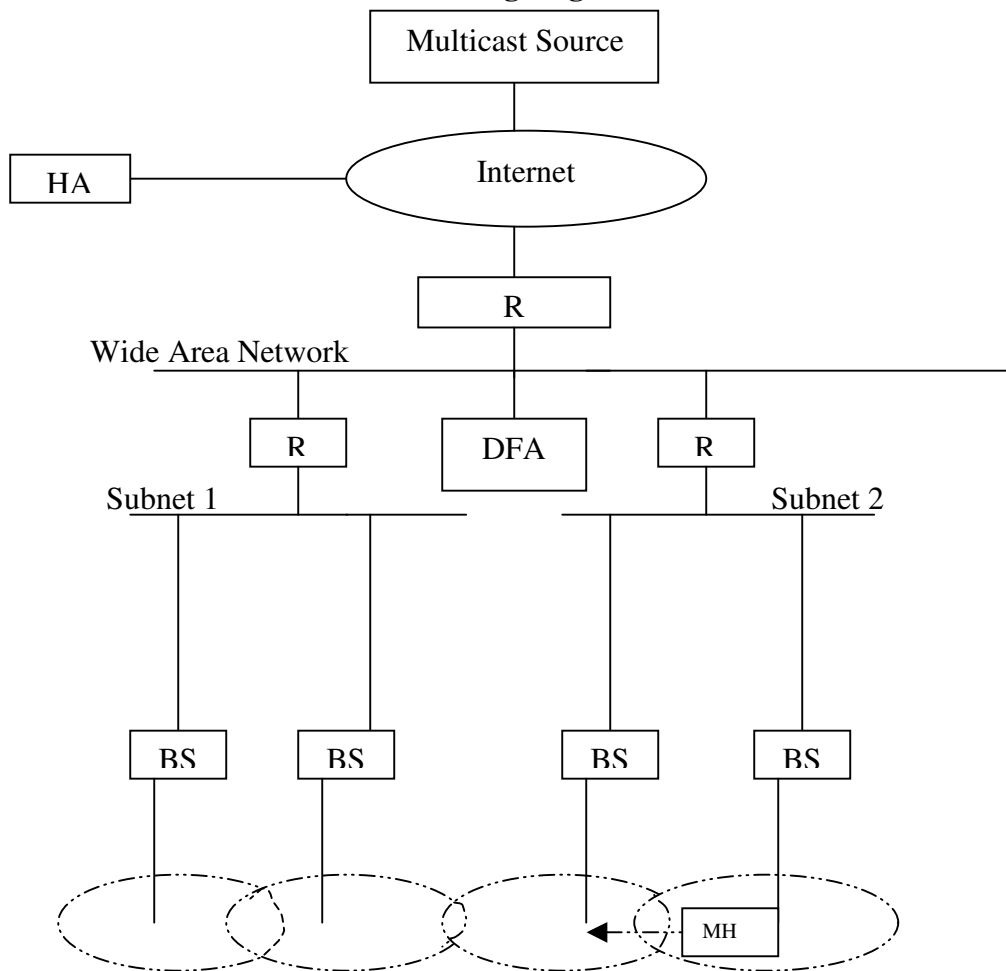 Multicast Source
Internet
HA
R
Wide Area Network
R
DFA
R
Subnet 1
Subnet 2
BS
BS
BS
BS
MH